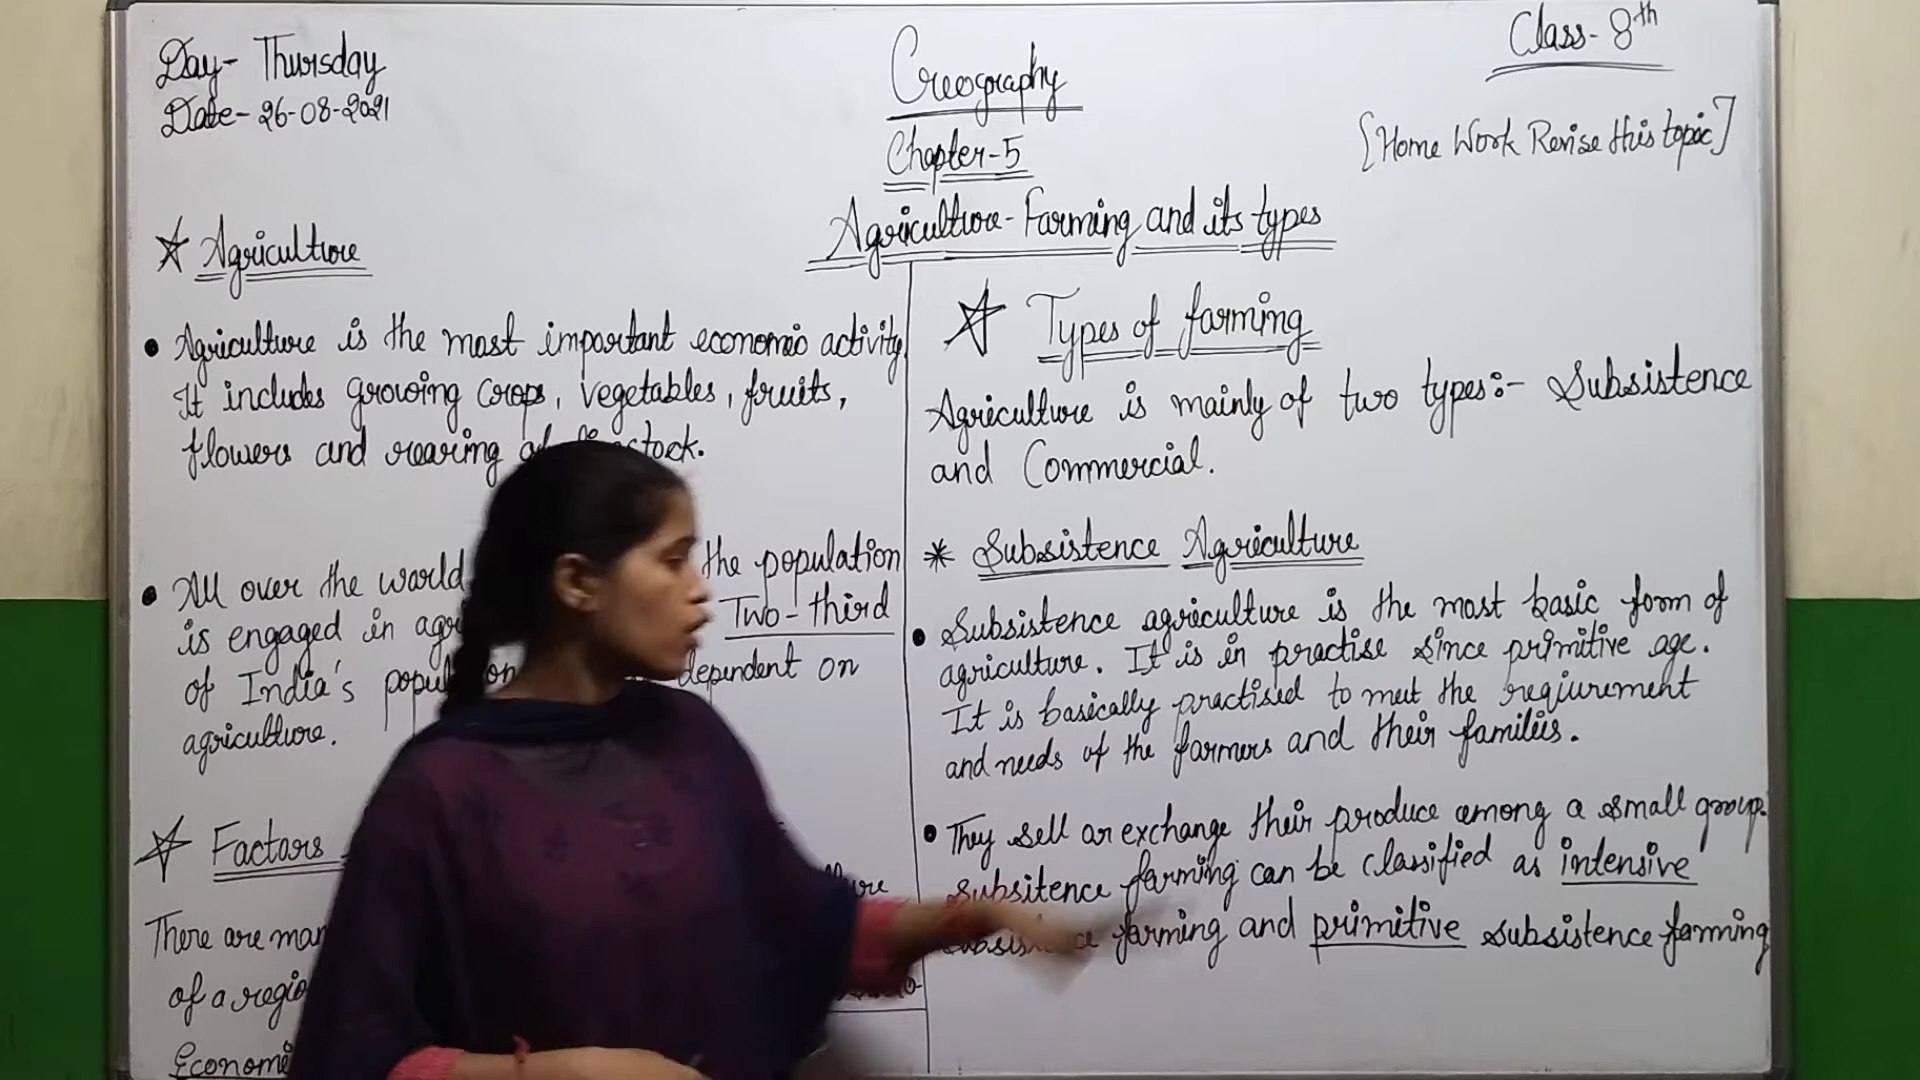 Day- Thursday
Date- 26-08-2021
Geography
Chapter-5
Agriculture- Farming and its types
Class- 8th
[Home Work Revise this topic]
Agriculture
Agriculture is the most important economic activity.
It includes growing crops, vegetables, fruits,
flowers and rearing of livestock.
All over the world the population
is engaged in Two-third
of India's population dependent on
agriculture.
Factors
There are
of a
Types of farming
Agriculture is mainly of two types:- Subsistence
and Commercial.
* Subsistence Agriculture
Subsistence agriculture is the most basic form of
agriculture. It is in practise since primitive age.
It is basically practised to meet the reqiurement
and needs of the farmers and their families.
They sell or exchange their produce among a small group.
Subsitence farming can be classified as intensive
subsistence farming and primitive subsistence farming